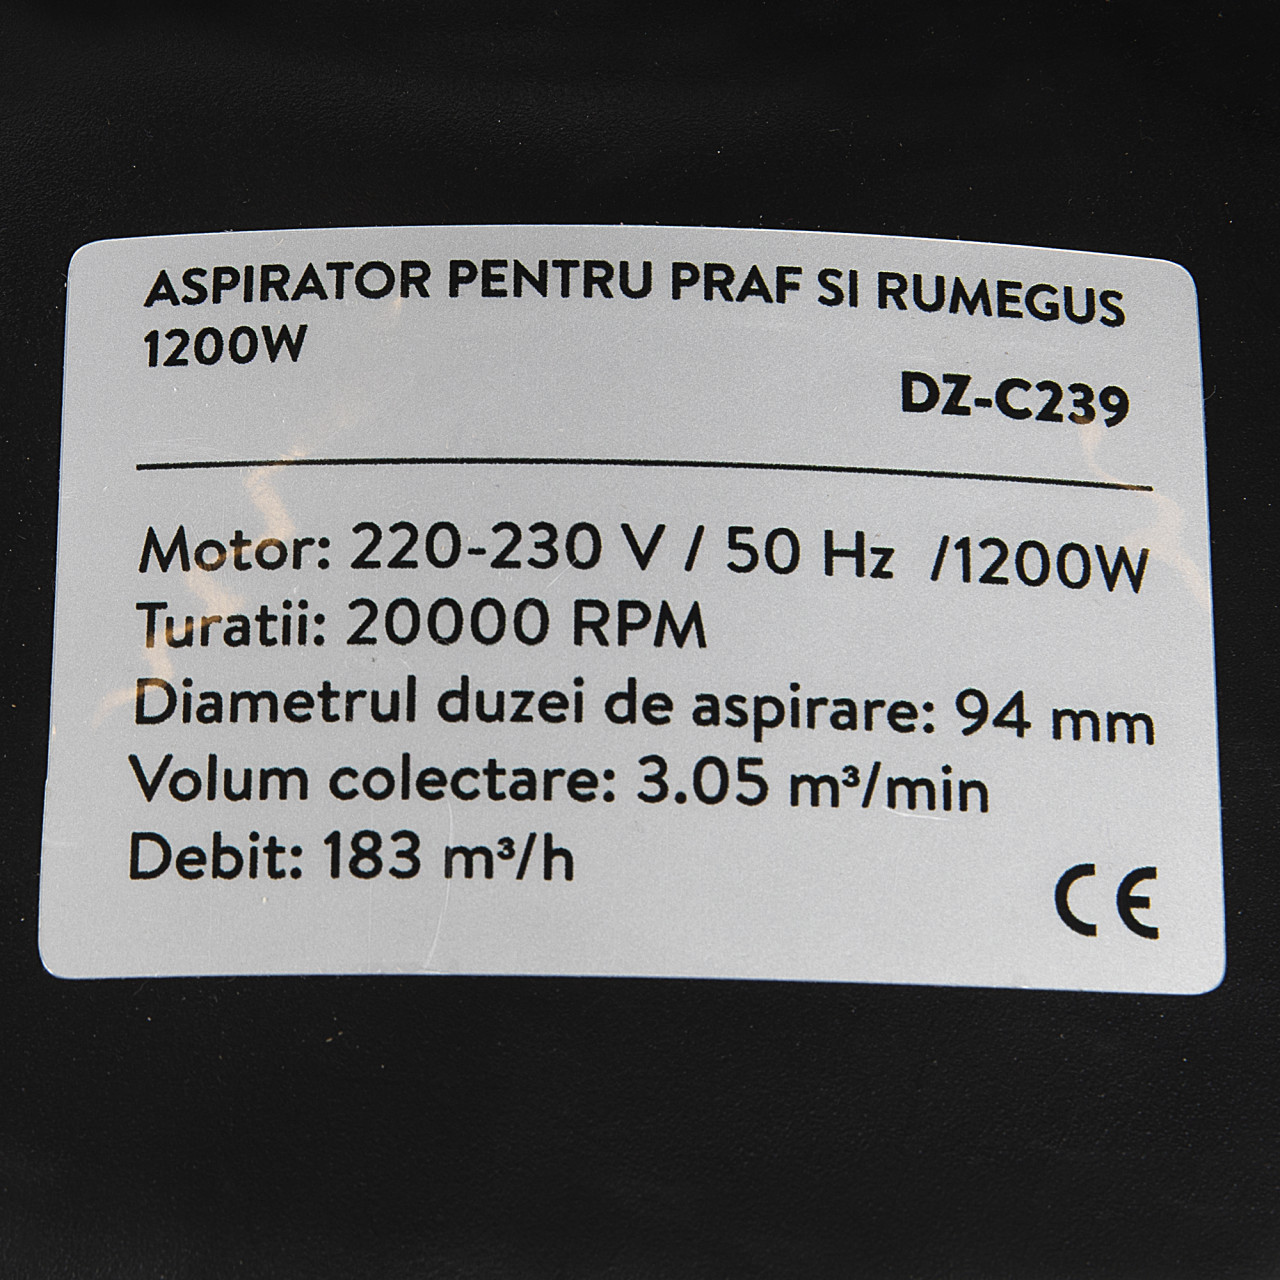 ASPIRATOR PENTRU PRAF SI RUMEGUS
1200W
DZ-C239
Motor: 220-230 V / 50 Hz /1200W
Turatii: 20000 RPM
Diametrul duzei de aspirare: 94 mm
Volum colectare: 3.05 m³/min
Debit: 183 m³/h
CE